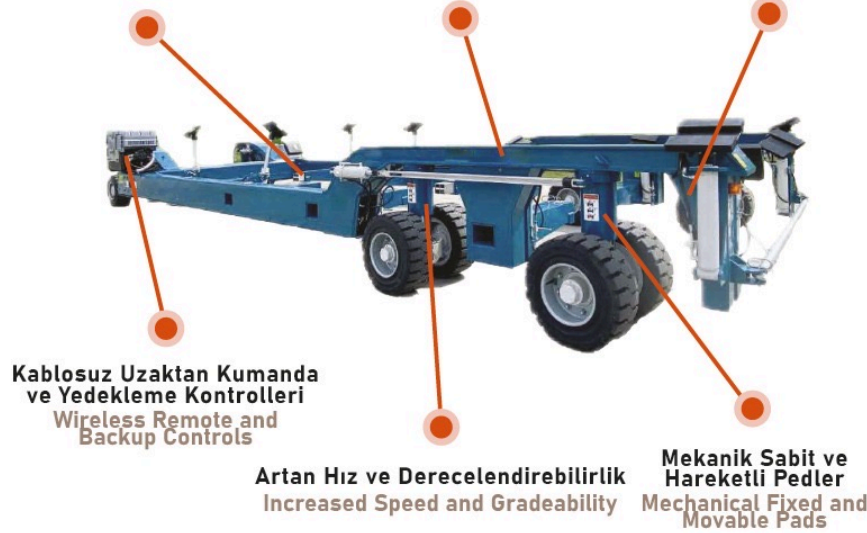 Kablosuz Uzaktan Kumanda
ve Yedekleme Kontrolleri
Wireless Remote and
Backup Controls
Artan Hız ve Derecelendirebilirlik
Increased Speed and Gradeability
Mekanik Sabit ve
Hareketli Pedler
Mechanical Fixed and
Movable Pads